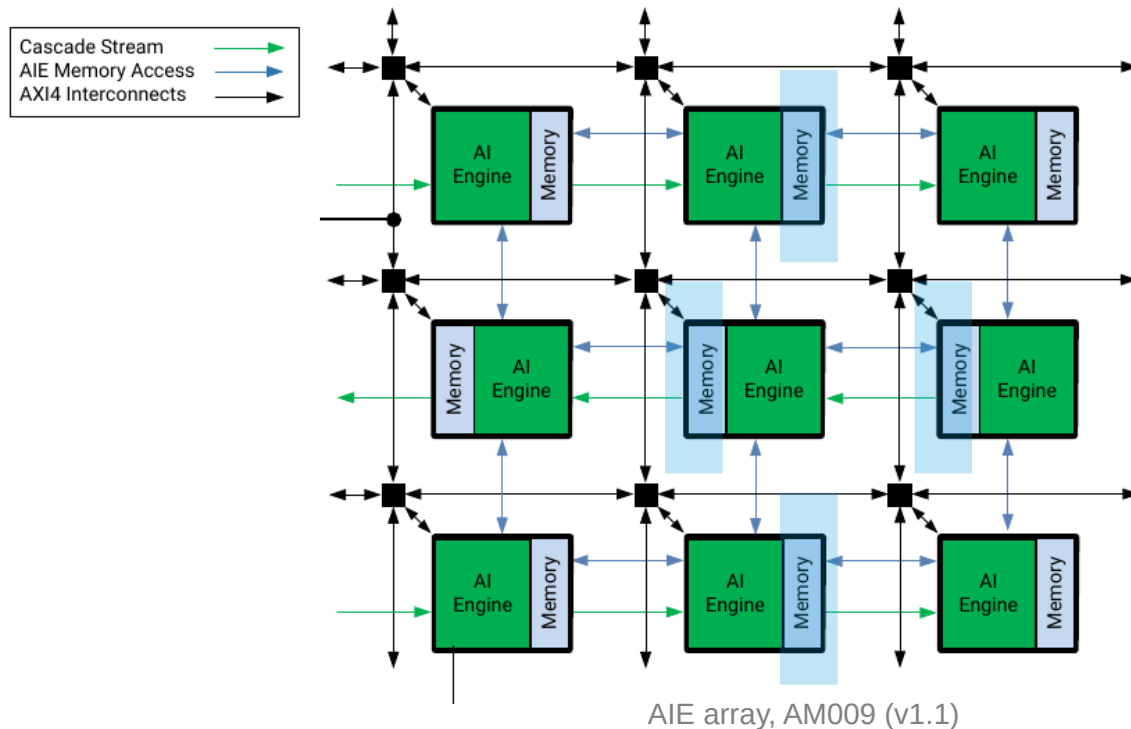 Cascade Stream
AIE Memory Access
AXI4 Interconnects
AI
Engine
Memory
AI
Engine
Memory
AI
Engine
Memory
Memory
AI
Engine
Memory
AI
Engine
Memory
AI
Engine
AI
Engine
Memory
AI
Engine
Memory
AI
Engine
Memory
AIE array, AM009 (v1.1)